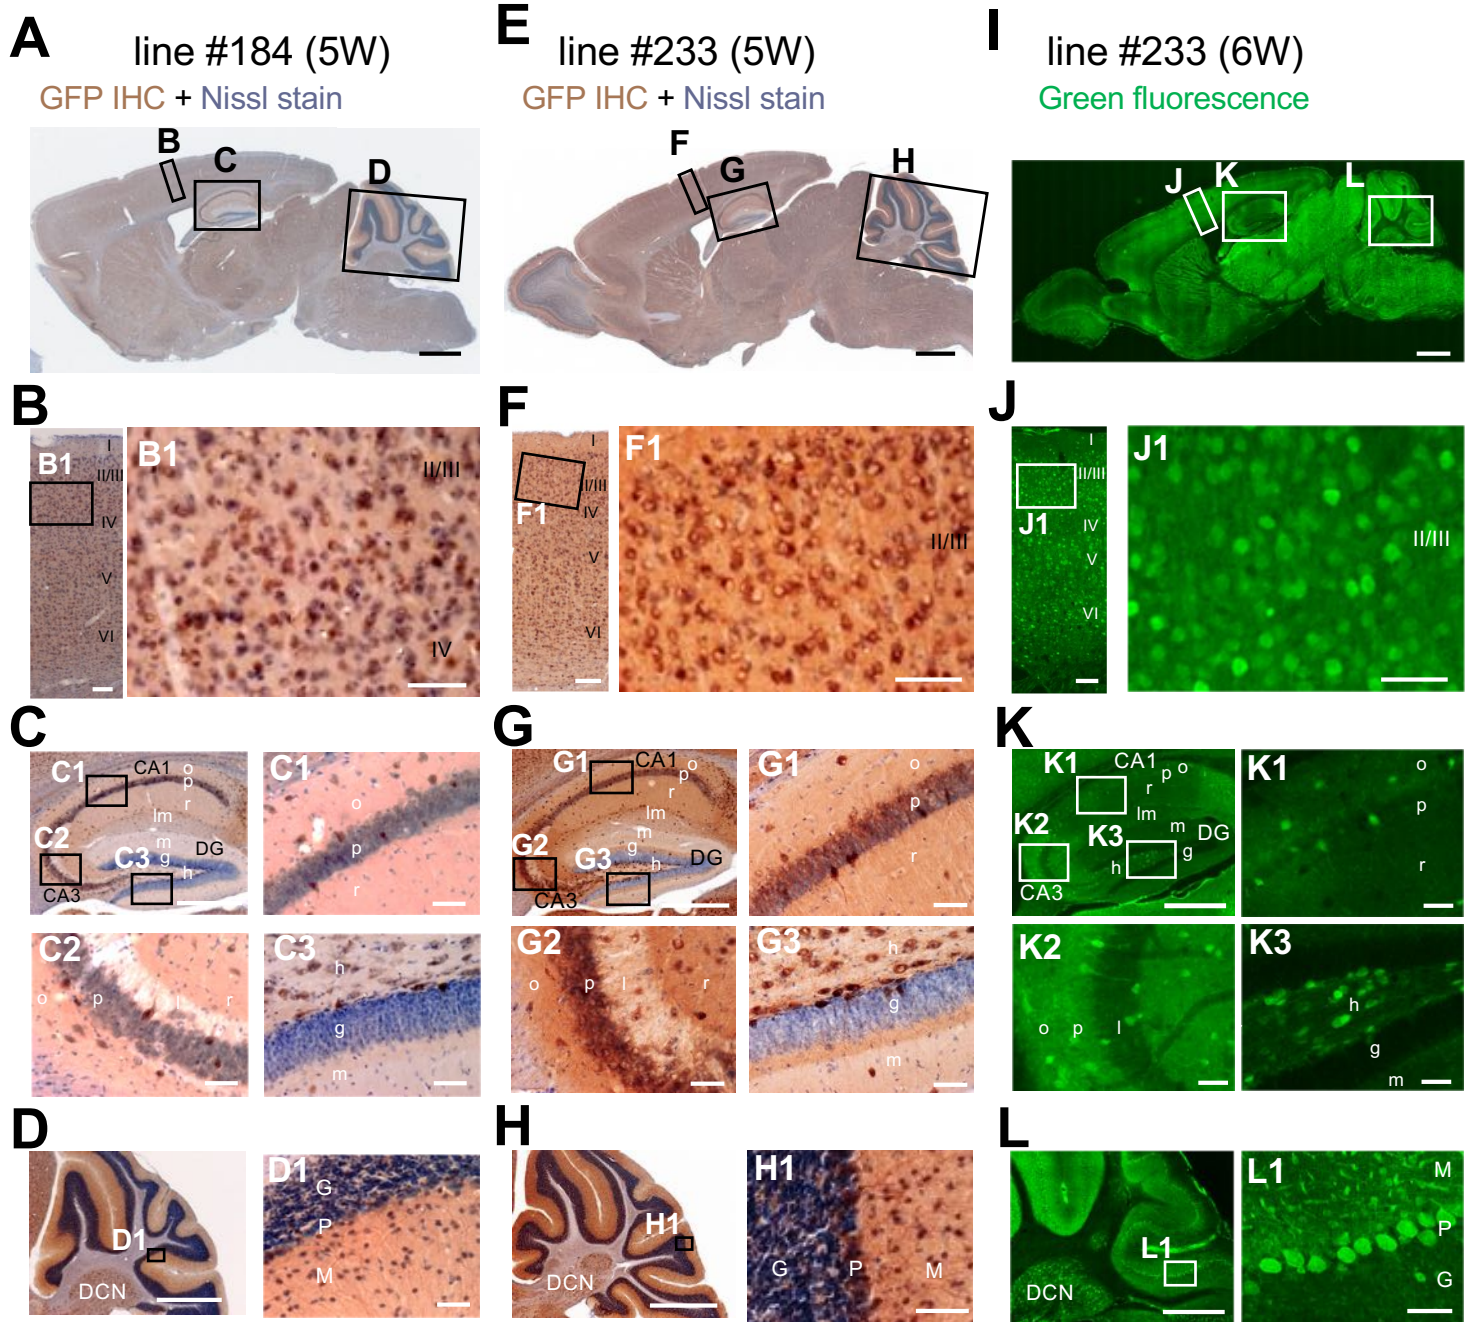 A
line #184 (5W)
GFP IHC + Nissl stain
B
C
D
E
line #233 (5W)
GFP IHC + Nissl stain
F
G
H
I
line #233 (6W)
Green fluorescence
J
K
L
B
B1
I
II/III
IV
V
VI
B1
II/III
IV
F
I
II/III
F1
IV
V
VI
F1
II/III
J
I
II/III
J1
IV
V
VI
J1
II/III
C
C1
CA1
o
p
r
lm
m
C2
g
C3
DG
h
CA3
C1
o
p
r
C2
o
p
l
r
C3
h
g
m
G
G1
CA1
o
p
r
lm
m
G2
g
G3
h
DG
CA3
G1
o
p
r
G2
o
p
l
r
G3
h
g
m
K
K1
CA1
o
p
r
lm
K2
K3
m
DG
g
h
CA3
K1
o
p
r
K2
o
p
l
K3
h
g
m
D
D1
DCN
D1
G
P
M
H
H1
DCN
H1
G
P
M
L
L1
DCN
L1
M
P
G